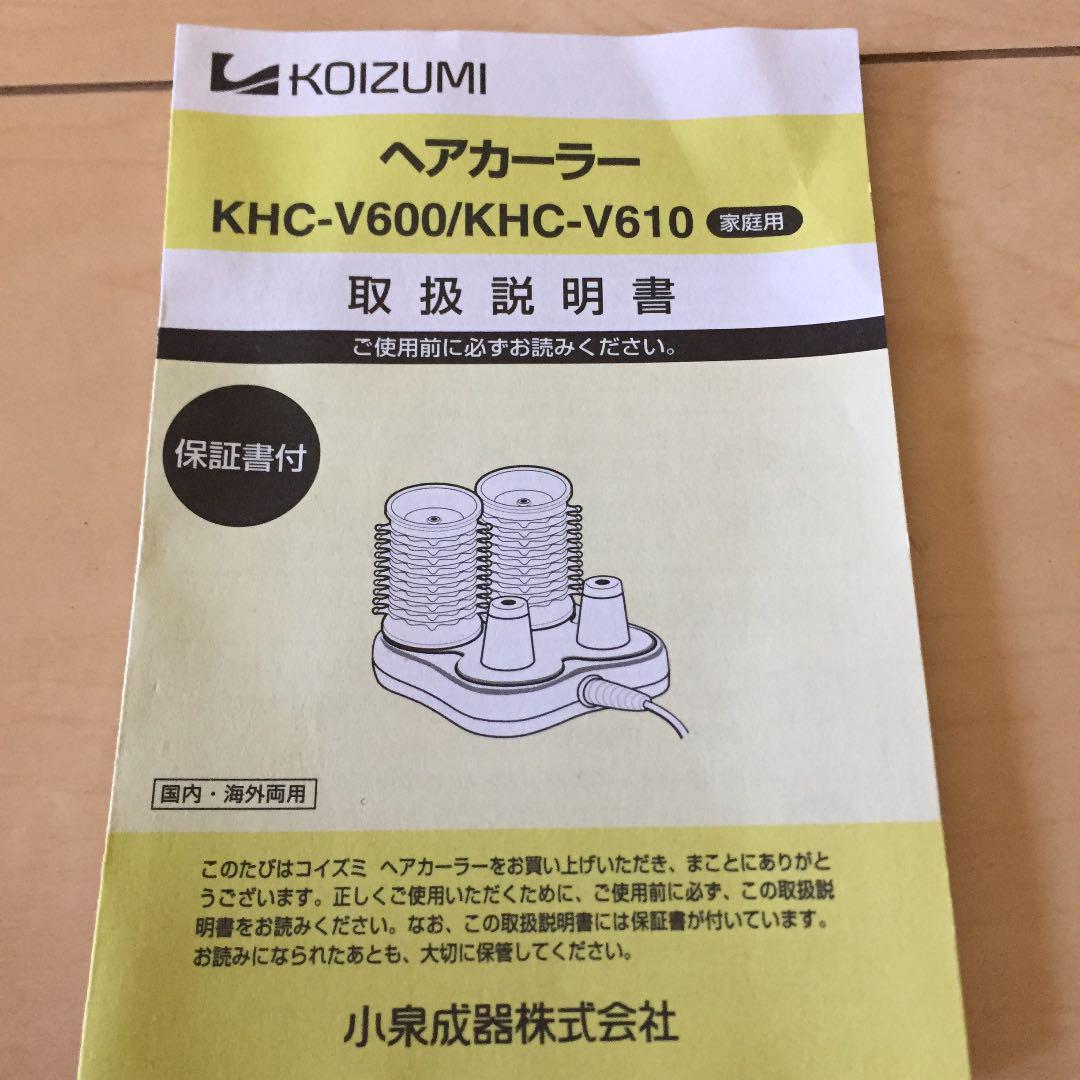 KOIZUMI
ヘアカーラー
KHC-V600/KHC-V610 家庭用
取扱説明書
ご使用前に必ずお読みください。
保証書付
国内・海外両用
このたびはコイズミ ヘアカーラーをお買い上げいただき、まことにありがと
うございます。正しくご使用いただくために、ご使用前に必ず、この取扱説
明書をお読みください。なお、この取扱説明書には保証書が付いています。
お読みになられたあとも、大切に保管してください。
小泉成器株式会社